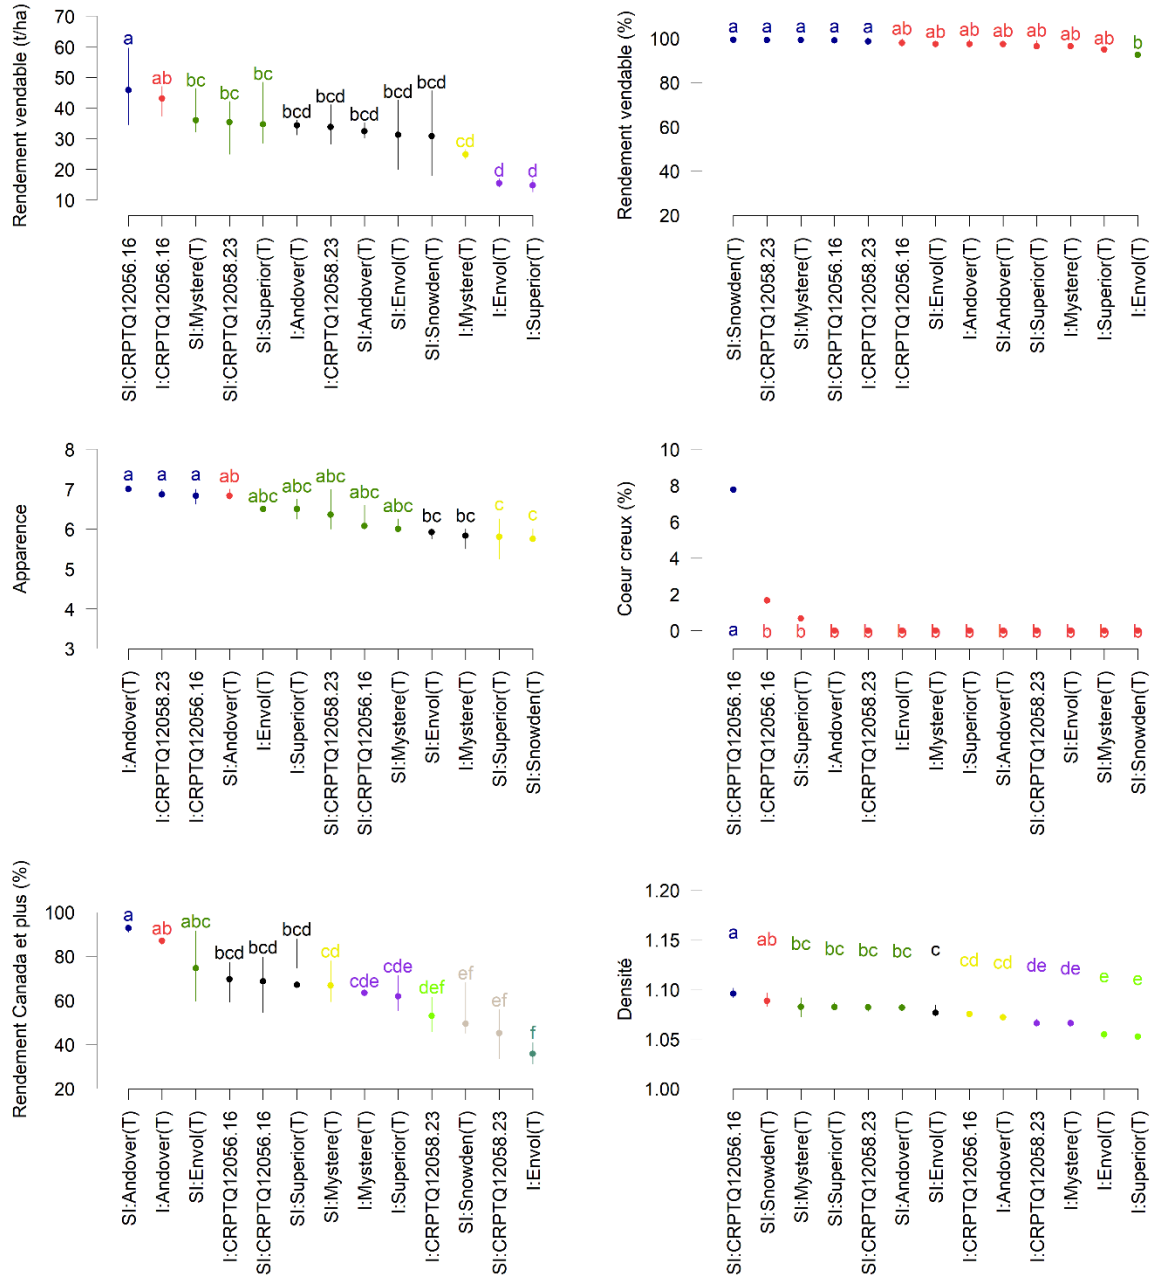 Rendement vendable (t/ha)
70
60
50
40
30
20
10
a
ab
bc
bc
bc
bcd
bcd
bcd
bcd
bcd
cd
d
d
SI:CRPTQ12056.16
I:CRPTQ12056.16
SI:Mystere(T)
SI:CRPTQ12058.23
SI:Superior(T)
I:Andover(T)
I:CRPTQ12058.23
SI:Andover(T)
SI:Envol(T)
SI:Snowden(T)
I:Mystere(T)
I:Envol(T)
I:Superior(T)
Rendement vendable (%)
100
80
60
40
20
a
a
a
a
a
ab
ab
ab
ab
ab
ab
ab
b
SI:Snowden(T)
SI:CRPTQ12058.23
SI:Mystere(T)
SI:CRPTQ12056.16
I:CRPTQ12058.23
I:CRPTQ12056.16
SI:Envol(T)
I:Andover(T)
SI:Andover(T)
SI:Superior(T)
I:Mystere(T)
I:Superior(T)
I:Envol(T)
Apparence
8
7
6
5
4
3
a
a
a
ab
abc
abc
abc
abc
abc
bc
bc
c
c
I:Andover(T)
I:CRPTQ12058.23
I:CRPTQ12056.16
SI:Andover(T)
I:Envol(T)
I:Superior(T)
SI:CRPTQ12058.23
SI:CRPTQ12056.16
SI:Mystere(T)
SI:Envol(T)
I:Mystere(T)
SI:Superior(T)
SI:Snowden(T)
Coeur creux (%)
10
8
6
4
2
0
a
b
b
b
b
b
b
b
b
b
b
b
b
SI:CRPTQ12056.16
I:CRPTQ12056.16
SI:Superior(T)
I:Andover(T)
I:CRPTQ12058.23
I:Envol(T)
I:Mystere(T)
I:Superior(T)
SI:Andover(T)
SI:CRPTQ12058.23
SI:Envol(T)
SI:Mystere(T)
SI:Snowden(T)
Rendement Canada et plus (%)
100
80
60
40
20
a
ab
abc
bcd
bcd
bcd
cd
cde
cde
def
ef
ef
f
SI:Andover(T)
I:Andover(T)
SI:Envol(T)
I:CRPTQ12056.16
SI:CRPTQ12056.16
SI:Superior(T)
SI:Mystere(T)
I:Mystere(T)
I:Superior(T)
I:CRPTQ12058.23
SI:Snowden(T)
SI:CRPTQ12058.23
I:Envol(T)
Densité
1.20
1.15
1.10
1.05
1.00
a
ab
bc
bc
bc
bc
c
cd
cd
de
de
e
e
SI:CRPTQ12056.16
SI:Snowden(T)
SI:Mystere(T)
SI:Superior(T)
SI:CRPTQ12058.23
SI:Andover(T)
SI:Envol(T)
I:CRPTQ12056.16
I:Andover(T)
I:CRPTQ12058.23
I:Mystere(T)
I:Envol(T)
I:Superior(T)